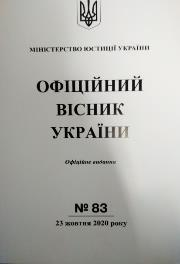 МІНІСТЕРСТВО ЮСТИЦІЇ УКРАЇНИ
ОФІЦІЙНИЙ
ВІСНИК
УКРАЇНИ
Офіційне видання
№ 83
23 жовтня 2020 року